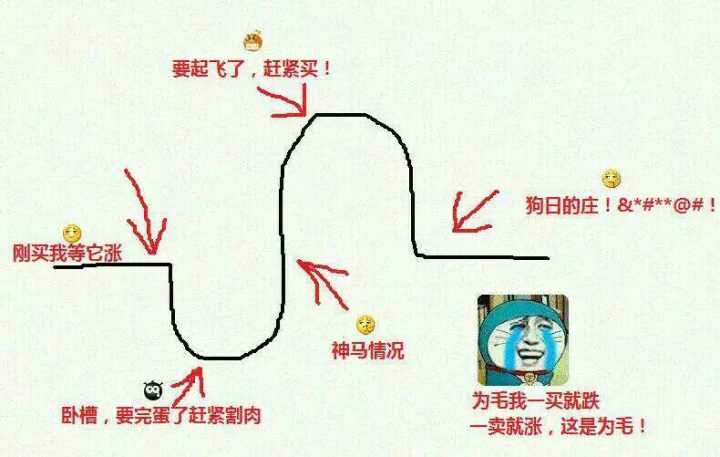 要起飞了，赶紧买！
狗日的庄！&*#**@#！
刚买我等它涨
神马情况
卧槽，要完蛋了赶紧割肉
为毛我一买就跌
一卖就涨，这是为毛！